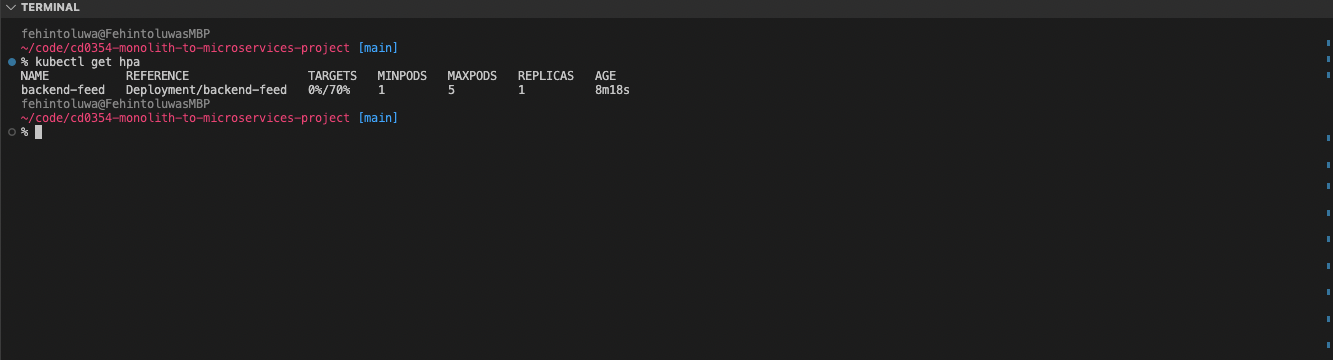 TERMINAL
fehintoluwa@FehintoluwasMBP
~/code/cd0354-monolith-to-microservices-project [main]
% kubectl get hpa
NAME           REFERENCE                 TARGETS   MINPODS   MAXPODS   REPLICAS   AGE
backend-feed   Deployment/backend-feed   0%/70%    1         5         1          8m18s
fehintoluwa@FehintoluwasMBP
~/code/cd0354-monolith-to-microservices-project [main]
%